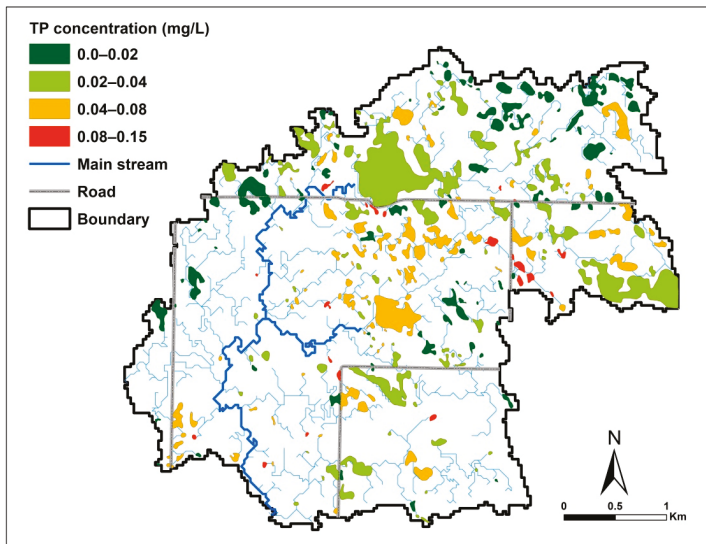 TP concentration (mg/L)
0.0–0.02
0.02–0.04
0.04–0.08
0.08–0.15
Main stream
Road
Boundary
N
0 0.5 1
Km